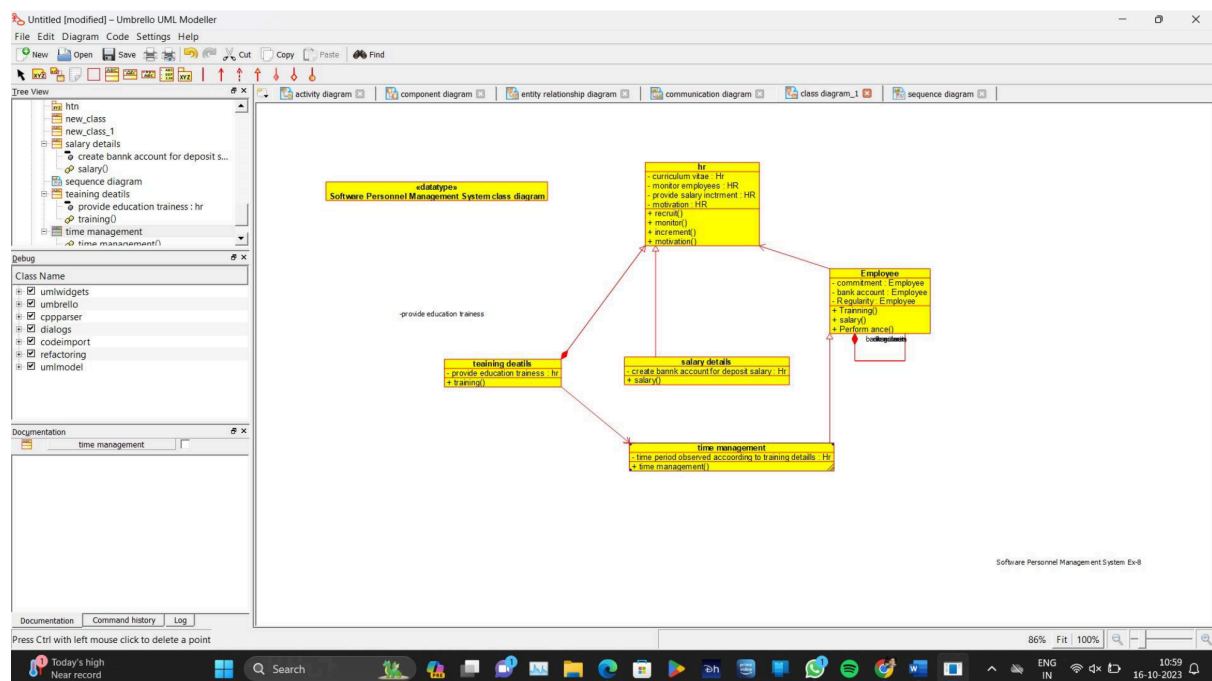 Untitled [modified] – Umbrello UML Modeller
File Edit Diagram Code Settings Help
New Open Save Cut Copy Paste Find
Tree View
htn
new_class
new_class_1
salary details
create bannk account for deposit s...
salary()
sequence diagram
teaining deatils
provide education trainess : hr
training()
time management
time management()
Debug
Class Name
umlwidgets
umbrello
cppparser
dialogs
codeimport
refactoring
umlmodel
Documentation
time management
Documentation Command history Log
Press Ctrl with left mouse click to delete a point
activity diagram component diagram entity relationship diagram communication diagram class diagram_1 sequence diagram
«datatype»
Software Personnel Management System class diagram
hr
- curriculum vitae : Hr
- monitor employees : HR
- provide salary inctrment : HR
- motivation : HR
+ recruit()
+ monitor()
+ increment()
+ motivation()
Employee
- commitment : Employee
- bank account : Employee
- Regularity : Employee
+ Trainning()
+ salary()
+ Perform ance()
-provide education trainess
teaining deatils
- provide education trainess : hr
+ training()
salary details
- create bannk account for deposit salary : Hr
+ salary()
time management
- time period observed accoording to training detaills : Hr
+ time management()
Software Personnel Management System Ex-8
86% Fit 100%
1
Today's high
Near record
Search
PRE
ENG
IN
10:59
16-10-2023